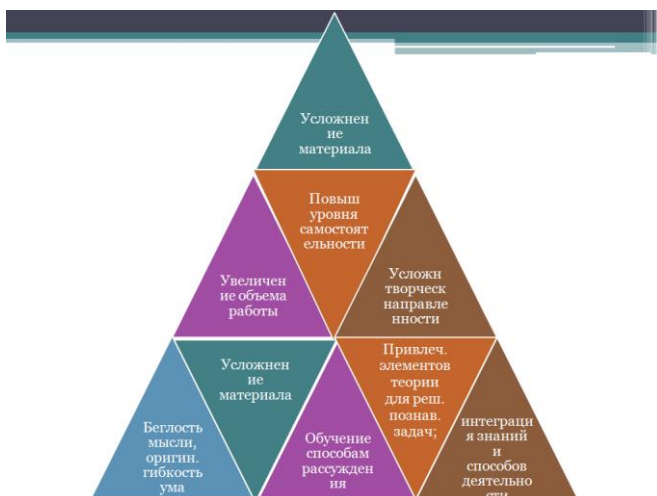 Усложнен
ие
материала
Повыш
уровня
самостоят
ельности
Увеличен
ие объема
работы
Усложн
творческ
направле
нности
Беглость
мысли,
оригин.
гибкость
ума
Усложнен
ие
материала
Обучение
способам
рассужден
ия
Привлеч.
элементов
теории
для реш.
познав.
задач;
интеграци
я знаний
и
способов
деятельно
сти